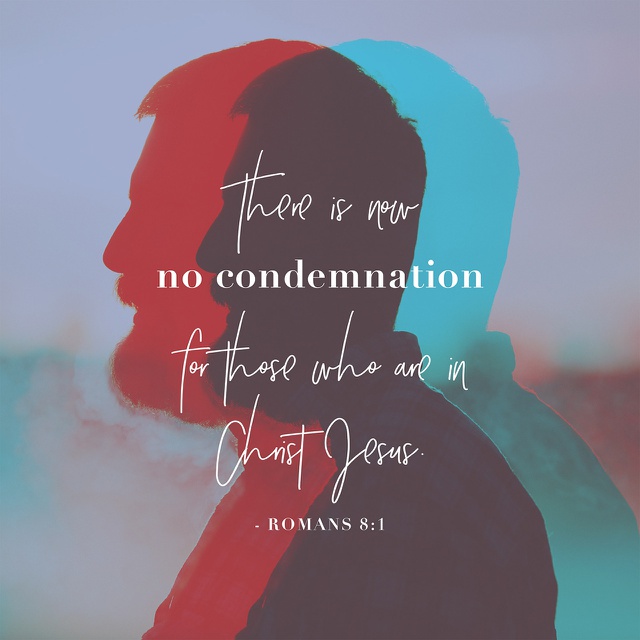 there is now
no condemnation
for those who are in
Christ Jesus.
- ROMANS 8:1